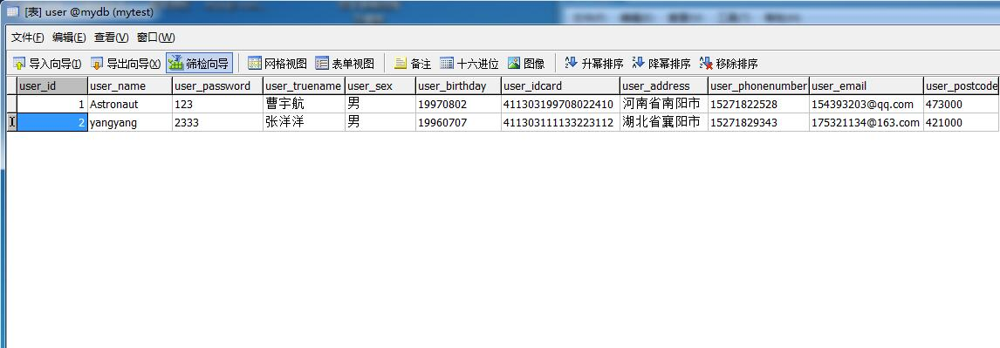 [表] user @mydb (mytest)
文件(F) 编辑(E) 查看(V) 窗口(W)
导入向导(I) 导出向导(X) 筛检向导 网格视图 表单视图 备注 十六进位 图像 升幂排序 降幂排序 移除排序
user_id user_name user_password user_truename user_sex user_birthday user_idcard user_address user_phonenumber user_email user_postcode
1 Astronaut 123 曹宇航 男 19970802 411303199708022410 河南省南阳市 15271822528 154393203@qq.com 473000
2 yangyang 2333 张洋洋 男 19960707 411303111133223112 湖北省襄阳市 15271829343 175321134@163.com 421000